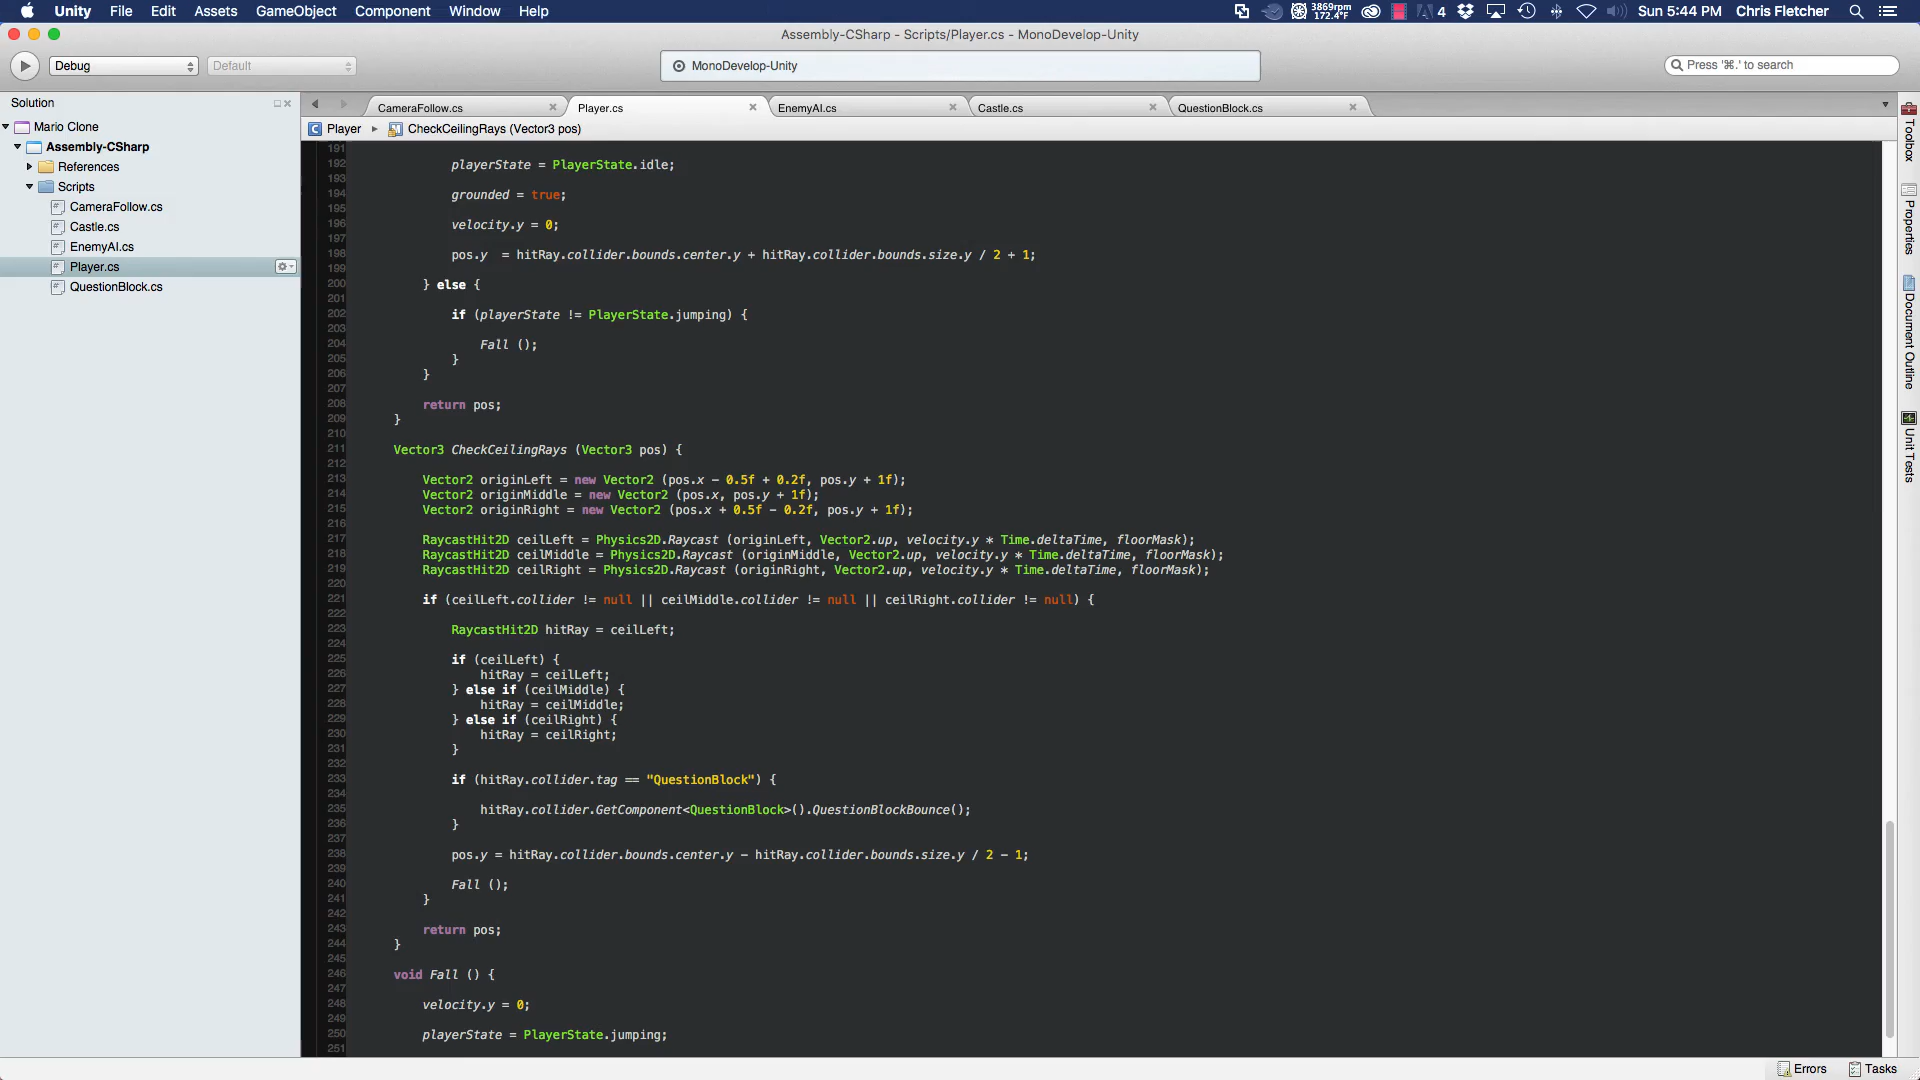 Unity File Edit Assets GameObject Component Window Help 3869rpm 172.4°F 4 Sun 5:44 PM Chris Fletcher
Assembly-CSharp - Scripts/Player.cs - MonoDevelop-Unity
Debug Default MonoDevelop-Unity Press '⌘.' to search
Solution
Mario Clone
Assembly-CSharp
References
Scripts
CameraFollow.cs
Castle.cs
EnemyAI.cs
Player.cs
QuestionBlock.cs
CameraFollow.cs Player.cs EnemyAI.cs Castle.cs QuestionBlock.cs
Player CheckCeilingRays (Vector3 pos)
191
192 playerState = PlayerState.idle;
193
194 grounded = true;
195
196 velocity.y = 0;
197
198 pos.y  = hitRay.collider.bounds.center.y + hitRay.collider.bounds.size.y / 2 + 1;
199
200 } else {
201
202 if (playerState != PlayerState.jumping) {
203
204 Fall ();
205 }
206 }
207
208 return pos;
209 }
210
211 Vector3 CheckCeilingRays (Vector3 pos) {
212
213 Vector2 originLeft = new Vector2 (pos.x - 0.5f + 0.2f, pos.y + 1f);
214 Vector2 originMiddle = new Vector2 (pos.x, pos.y + 1f);
215 Vector2 originRight = new Vector2 (pos.x + 0.5f - 0.2f, pos.y + 1f);
216
217 RaycastHit2D ceilLeft = Physics2D.Raycast (originLeft, Vector2.up, velocity.y * Time.deltaTime, floorMask);
218 RaycastHit2D ceilMiddle = Physics2D.Raycast (originMiddle, Vector2.up, velocity.y * Time.deltaTime, floorMask);
219 RaycastHit2D ceilRight = Physics2D.Raycast (originRight, Vector2.up, velocity.y * Time.deltaTime, floorMask);
220
221 if (ceilLeft.collider != null || ceilMiddle.collider != null || ceilRight.collider != null) {
222
223 RaycastHit2D hitRay = ceilLeft;
224
225 if (ceilLeft) {
226 hitRay = ceilLeft;
227 } else if (ceilMiddle) {
228 hitRay = ceilMiddle;
229 } else if (ceilRight) {
230 hitRay = ceilRight;
231 }
232
233 if (hitRay.collider.tag == "QuestionBlock") {
234
235 hitRay.collider.GetComponent<QuestionBlock>().QuestionBlockBounce();
236 }
237
238 pos.y = hitRay.collider.bounds.center.y - hitRay.collider.bounds.size.y / 2 - 1;
239
240 Fall ();
241 }
242
243 return pos;
244 }
245
246 void Fall () {
247
248 velocity.y = 0;
249
250 playerState = PlayerState.jumping;
251
Toolbox
Properties
Document Outline
Unit Tests
Errors Tasks